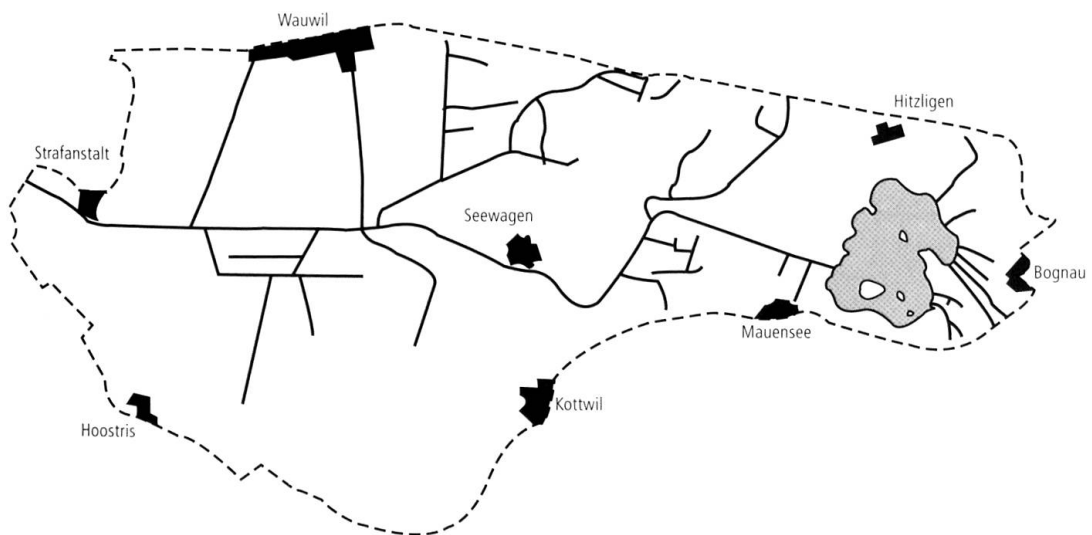 Wauwil
Hitzligen
Strafanstalt
Seewagen
Bognau
Mauensee
Kottwil
Hoostris